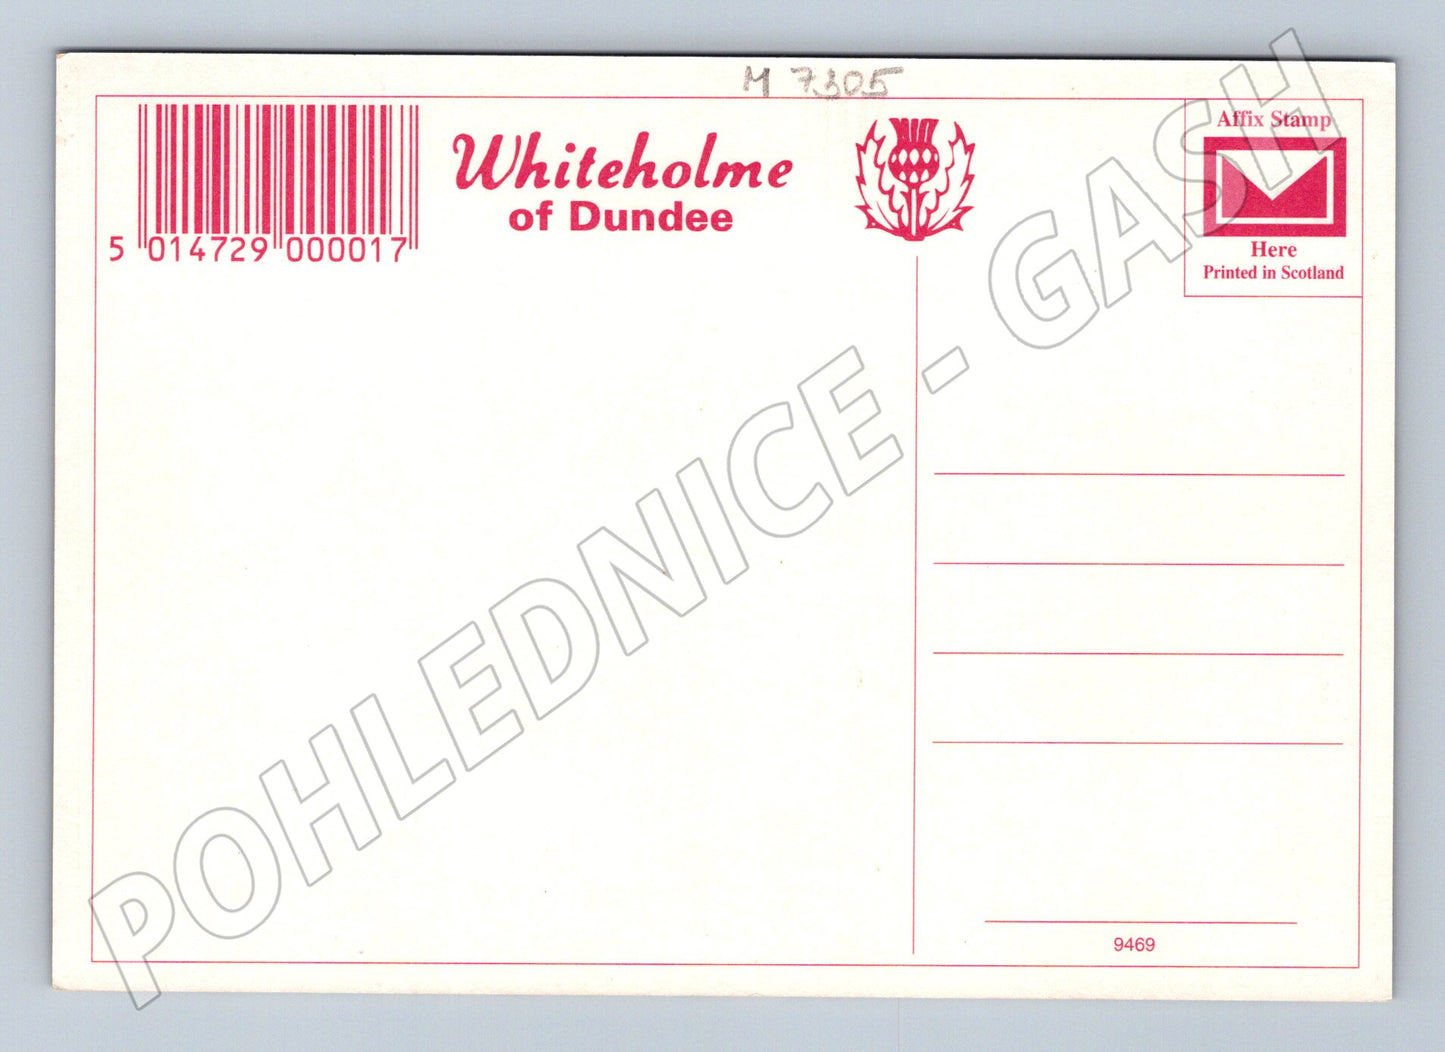 M 7305
Whiteholme
of Dundee
5 014729 000017
Affix Stamp
Here
Printed in Scotland
POHLEDNICE - GASH
9469